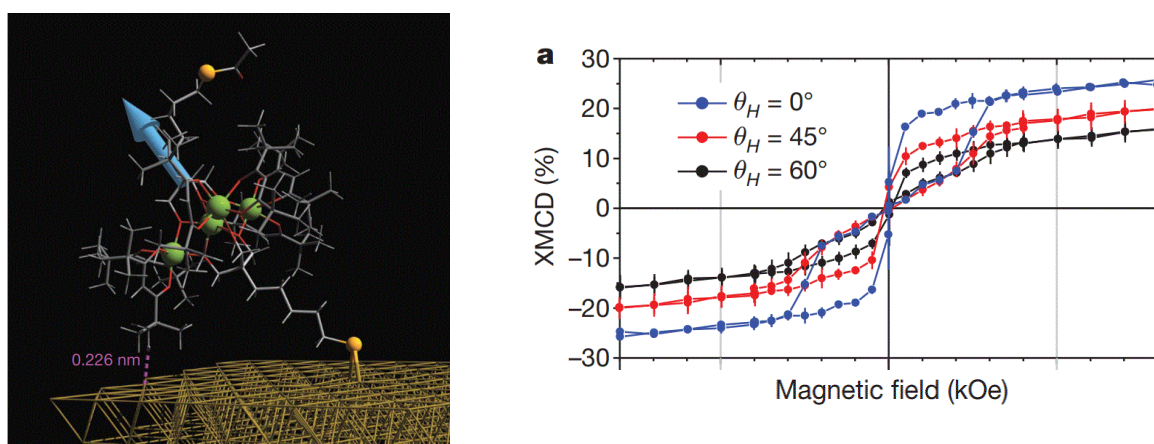 0.226 nm
a
30
20
10
0
−10
−20
−30
XMCD (%)
θH = 0°
θH = 45°
θH = 60°
Magnetic field (kOe)